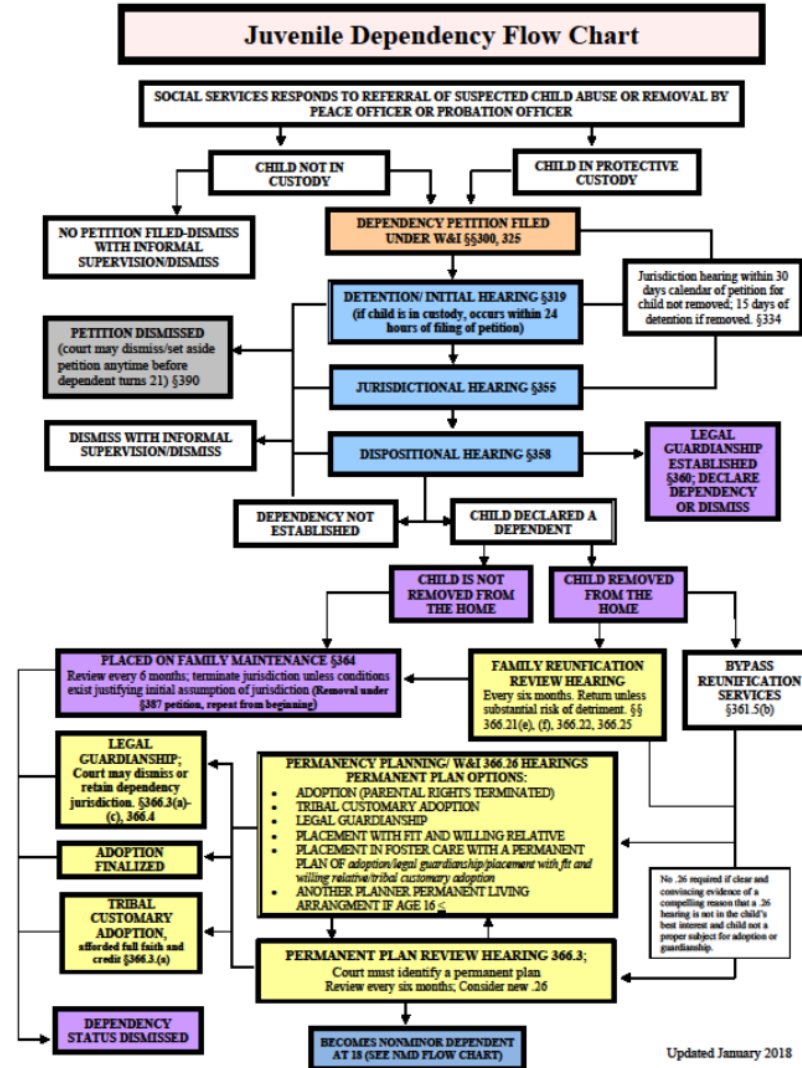 Juvenile Dependency Flow Chart
SOCIAL SERVICES RESPONDS TO REFERRAL OF SUSPECTED CHILD ABUSE OR REMOVAL BY
PEACE OFFICER OR PROBATION OFFICER
CHILD NOT IN
CUSTODY
CHILD IN PROTECTIVE
CUSTODY
NO PETITION FILED-DISMISS
WITH INFORMAL
SUPERVISION/DISMISS
DEPENDENCY PETITION FILED
UNDER W&I §§300, 325
Jurisdiction hearing within 30
days calendar of petition for
child not removed; 15 days of
detention if removed. §334
DETENTION/ INITIAL HEARING §319
(if child is in custody, occurs within 24
hours of filing of petition)
PETITION DISMISSED
(court may dismiss/set aside
petition anytime before
dependent turns 21) §390
JURISDICTIONAL HEARING §355
DISMISS WITH INFORMAL
SUPERVISION/DISMISS
DISPOSITIONAL HEARING §358
LEGAL
GUARDIANSHIP
ESTABLISHED
§360; DECLARE
DEPENDENCY
OR DISMISS
DEPENDENCY NOT
ESTABLISHED
CHILD DECLARED A
DEPENDENT
CHILD IS NOT
REMOVED FROM
THE HOME
CHILD REMOVED
FROM THE
HOME
PLACED ON FAMILY MAINTENANCE §364
Review every 6 months; terminate jurisdiction unless conditions
exist justifying initial assumption of jurisdiction (Removal under
§387 petition, repeat from beginning)
FAMILY REUNFICATION
REVIEW HEARING
Every six months. Return unless
substantial risk of detriment. §§
366.21(e), (f), 366.22, 366.25
BYPASS
REUNIFICATION
SERVICES
§361.5(b)
LEGAL
GUARDIANSHIP;
Court may dismiss or
retain dependency
jurisdiction. §366.3(a)-
(c), 366.4
PERMANENCY PLANNING/ W&I 366.26 HEARINGS
PERMANENT PLAN OPTIONS:
• ADOPTION (PARENTAL RIGHTS TERMINATED)
• TRIBAL CUSTOMARY ADOPTION
• LEGAL GUARDIANSHIP
• PLACEMENT WITH FIT AND WILLING RELATIVE
• PLACEMENT IN FOSTER CARE WITH A PERMANENT
PLAN OF adoption/legal guardianship/placement with fit and
willing relative/tribal customary adoption
• ANOTHER PLANNER PERMANENT LIVING
ARRANGMENT IF AGE 16 ≤
ADOPTION
FINALIZED
TRIBAL
CUSTOMARY
ADOPTION,
afforded full faith and
credit §366.3.(a)
No .26 required if clear and
convincing evidence of a
compelling reason that a .26
hearing is not in the child's
best interest and child not a
proper subject for adoption or
guardianship.
PERMANENT PLAN REVIEW HEARING 366.3;
Court must identify a permanent plan
Review every six months; Consider new .26
DEPENDENCY
STATUS DISMISSED
BECOMES NONMINOR DEPENDENT
AT 18 (SEE NMD FLOW CHART)
Updated January 2018